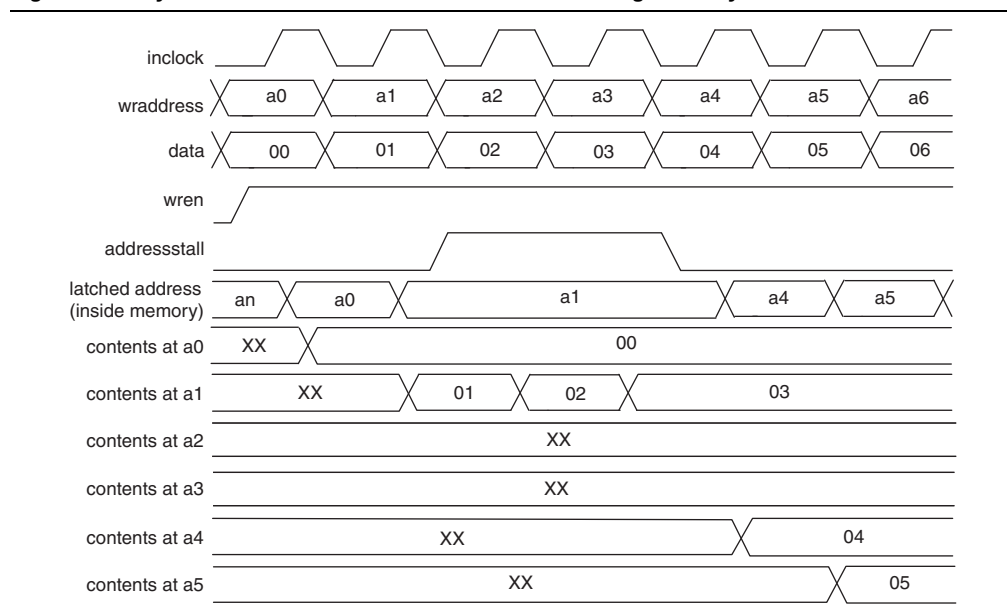 inclock
wraddress a0 a1 a2 a3 a4 a5 a6
data 00 01 02 03 04 05 06
wren
addressstall
latched address
(inside memory) an a0 a1 a4 a5
contents at a0 XX 00
contents at a1 XX 01 02 03
contents at a2 XX
contents at a3 XX
contents at a4 XX 04
contents at a5 XX 05